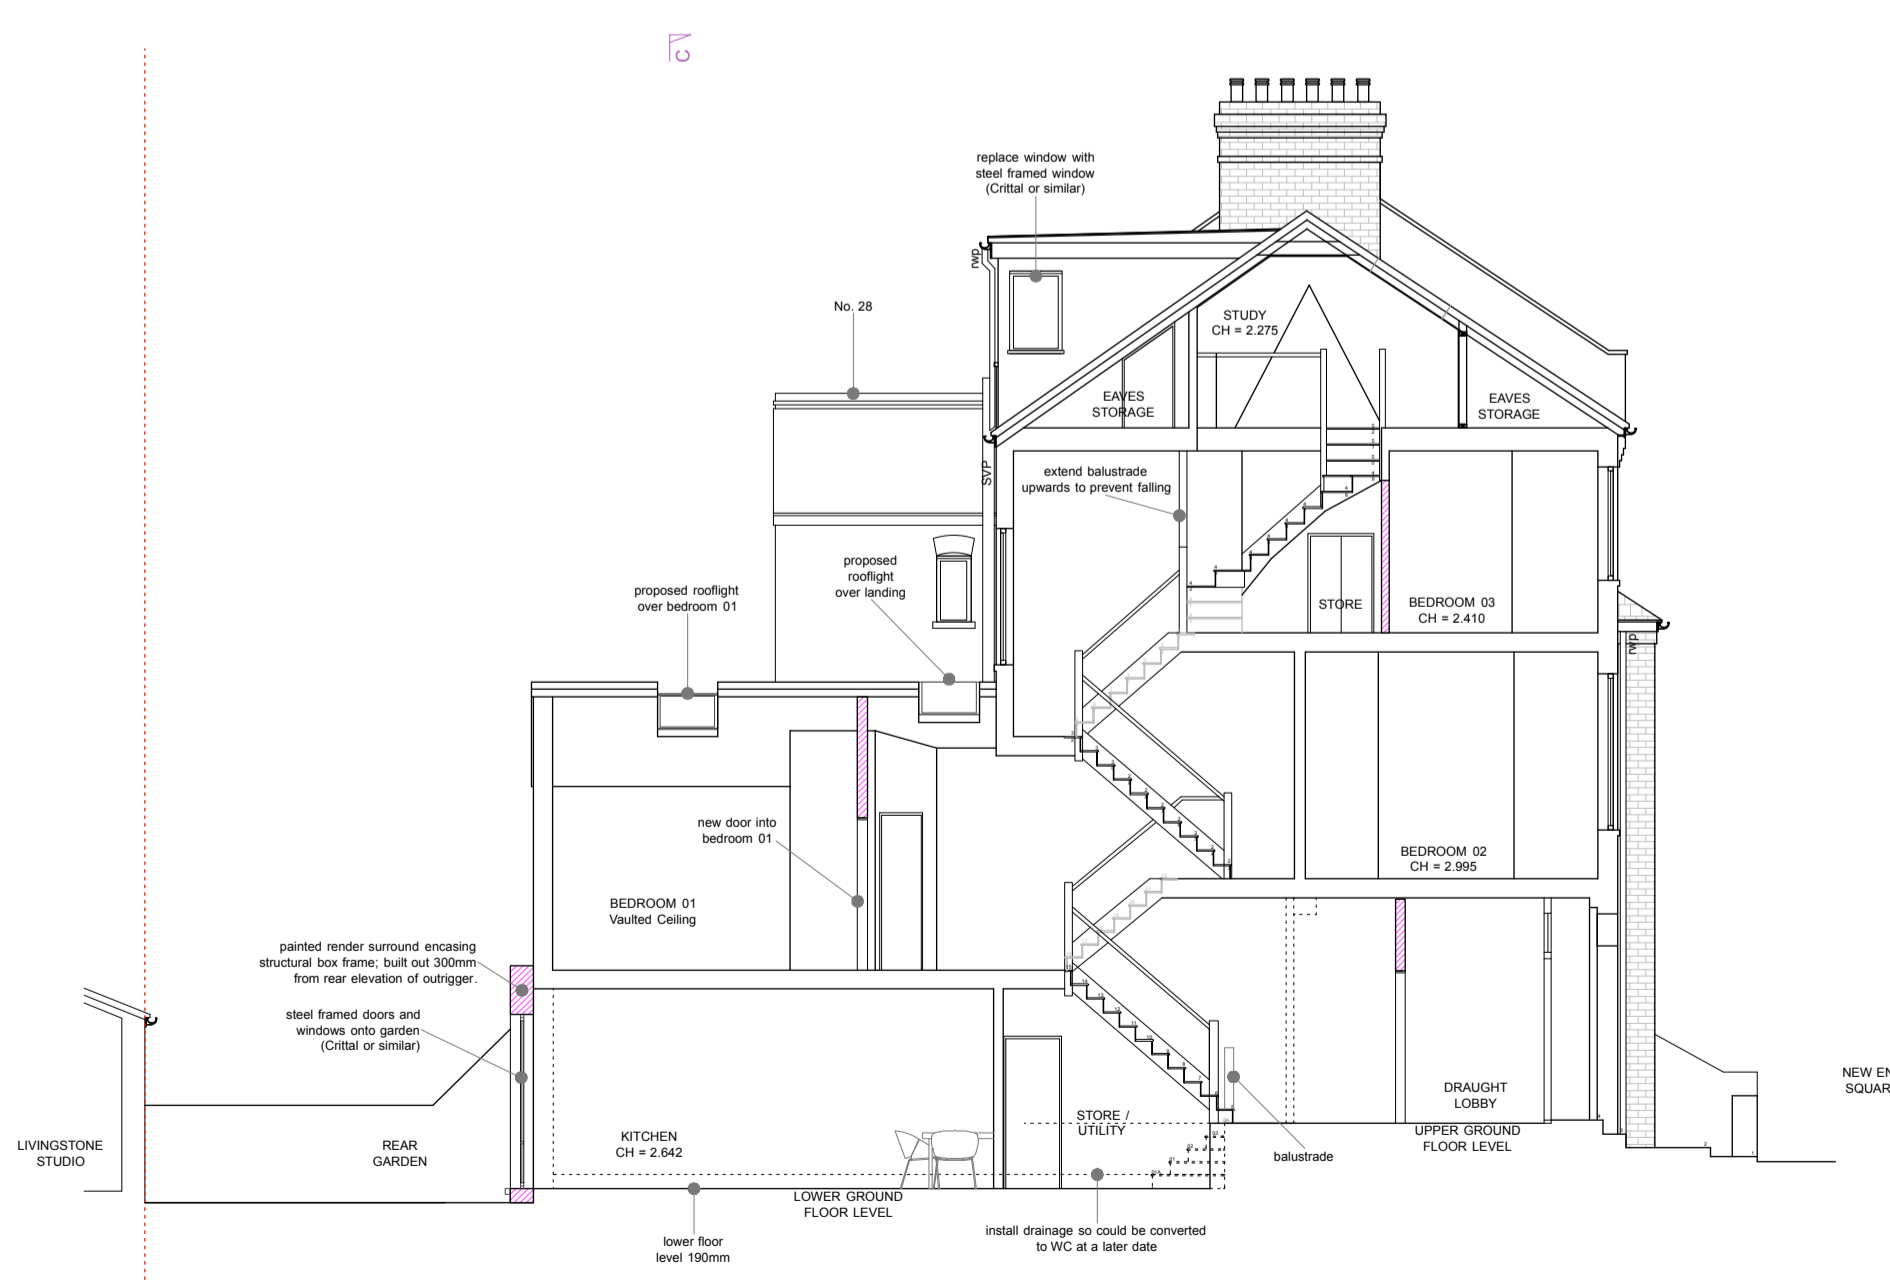 C
replace window with
steel framed window
(Crittal or similar)
rwp
No. 28
STUDY
CH = 2.275
EAVES
STORAGE
EAVES
STORAGE
SVP
extend balustrade
upwards to prevent falling
proposed
rooflight
over landing
proposed rooflight
over bedroom 01
STORE
BEDROOM 03
CH = 2.410
rwp
new door into
bedroom 01
BEDROOM 02
CH = 2.995
BEDROOM 01
Vaulted Ceiling
painted render surround encasing
structural box frame; built out 300mm
from rear elevation of outrigger.
steel framed doors and
windows onto garden
(Crittal or similar)
NEW EN
SQUAR
DRAUGHT
LOBBY
STORE /
UTILITY
UPPER GROUND
FLOOR LEVEL
LIVINGSTONE
STUDIO
REAR
GARDEN
KITCHEN
CH = 2.642
balustrade
LOWER GROUND
FLOOR LEVEL
install drainage so could be converted
to WC at a later date
lower floor
level 190mm